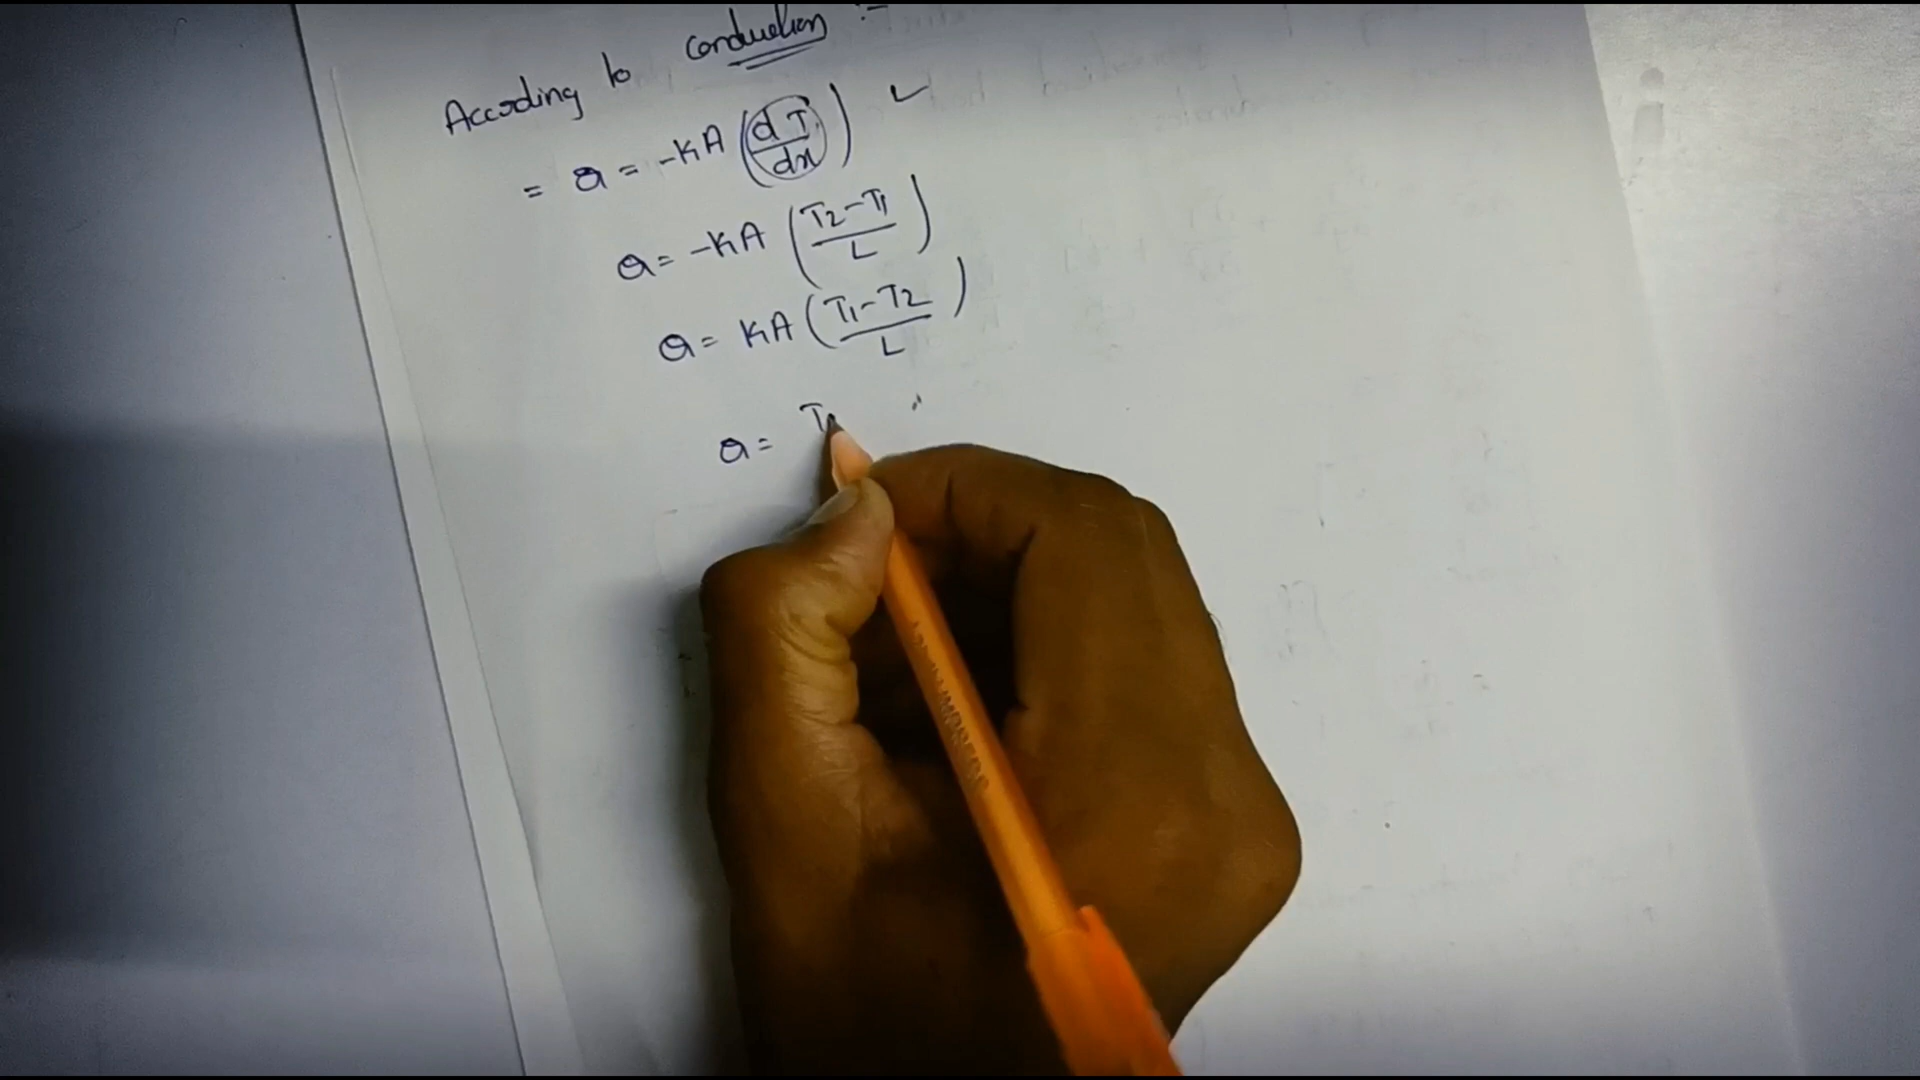 According to conduction :-
= Q = -KA (dT/dx) ✓
Q = -KA (T2-T1/L)
Q = KA (T1-T2/L)
Q = T